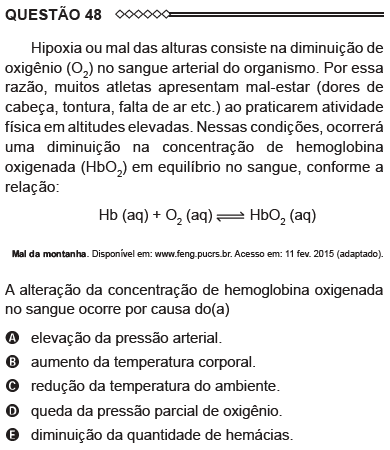 QUESTÃO 48
Hipoxia ou mal das alturas consiste na diminuição de
oxigênio (O₂) no sangue arterial do organismo. Por essa
razão, muitos atletas apresentam mal-estar (dores de
cabeça, tontura, falta de ar etc.) ao praticarem atividade
física em altitudes elevadas. Nessas condições, ocorrerá
uma diminuição na concentração de hemoglobina
oxigenada (HbO₂) em equilíbrio no sangue, conforme a
relação:
Hb (aq) + O₂ (aq) ⇌ HbO₂ (aq)
Mal da montanha. Disponível em: www.feng.pucrs.br. Acesso em: 11 fev. 2015 (adaptado).
A alteração da concentração de hemoglobina oxigenada
no sangue ocorre por causa do(a)
A elevação da pressão arterial.
B aumento da temperatura corporal.
C redução da temperatura do ambiente.
D queda da pressão parcial de oxigênio.
E diminuição da quantidade de hemácias.